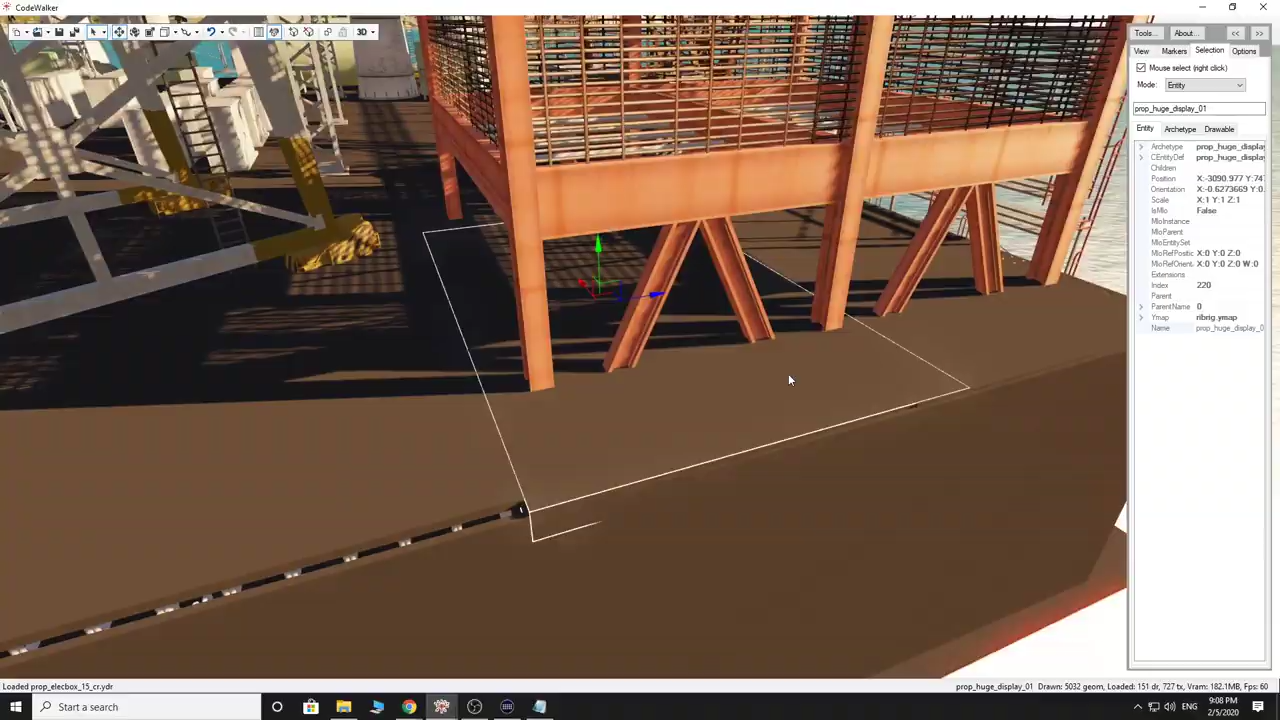 CodeWalker
3D
Tools...
About...
<<
>>
View
Markers
Selection
Options
Mouse select (right click)
Mode:
Entity
prop_huge_display_01
Entity
Archetype
Drawable
Archetype prop_huge_displa
CEntityDef prop_huge_displa
Children
Position X:-3090.977 Y:74
Orientation X:-0.6273669 Y:0.
Scale X:1 Y:1 Z:1
IsMlo False
MloInstance
MloParent
MloEntitySet
MloRefPositic X:0 Y:0 Z:0
MloRefOrient. X:0 Y:0 Z:0 W:0
Extensions
Index 220
Parent
ParentName 0
Ymap ribrig.ymap
Name prop_huge_display_0
Loaded prop_elecbox_15_cr.ydr
prop_huge_display_01 Drawn: 5032 geom, Loaded: 151 dr, 727 tx, Vram: 182.1MB, Fps: 60
Start a search
ENG
9:08 PM
2/5/2020